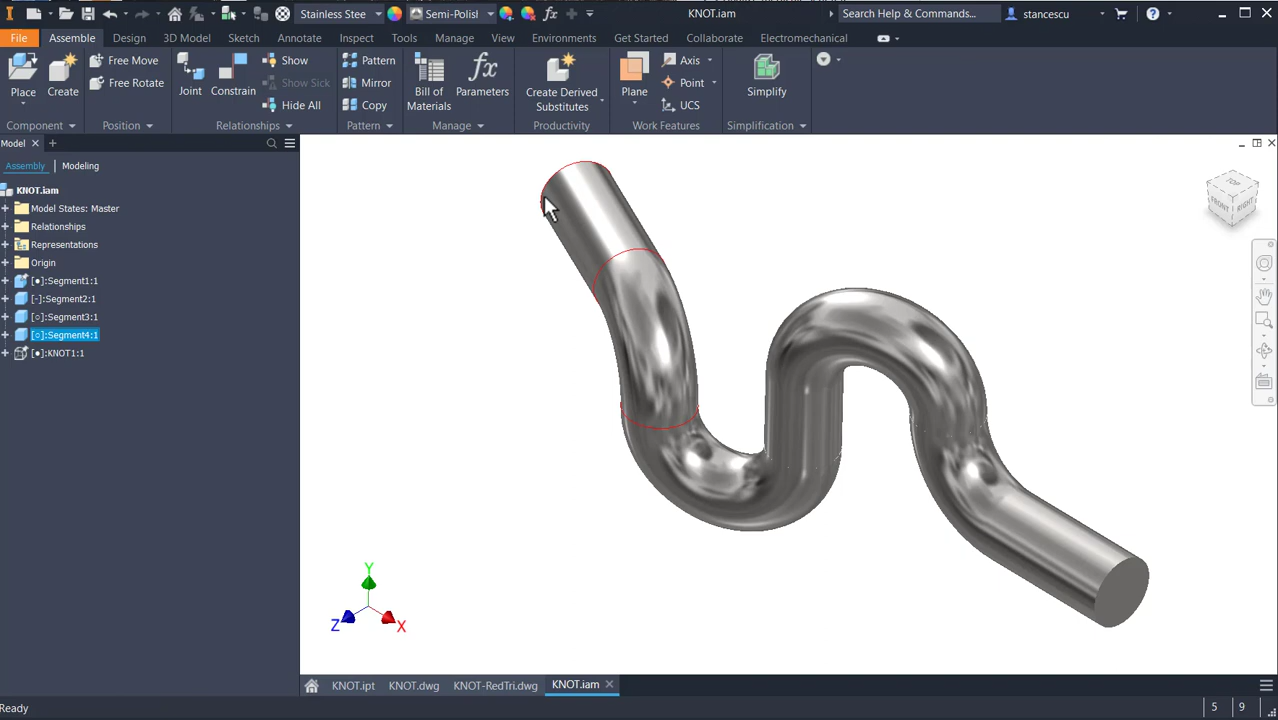 Stainless Stee
Semi-Polish
KNOT.iam
Search Help & Commands...
stancescu
File
Assemble
Design
3D Model
Sketch
Annotate
Inspect
Tools
Manage
View
Environments
Get Started
Collaborate
Electromechanical
Place
Create
Free Move
Free Rotate
Joint
Constrain
Show
Show Sick
Hide All
Pattern
Mirror
Copy
Bill of
Materials
Parameters
Create Derived
Substitutes
Plane
Axis
Point
UCS
Simplify
Component
Position
Relationships
Pattern
Manage
Productivity
Work Features
Simplification
Model
Assembly
Modeling
KNOT.iam
Model States: Master
Relationships
Representations
Origin
[●]:Segment1:1
[-]:Segment2:1
[○]:Segment3:1
[○]:Segment4:1
[●]:KNOT1:1
TOP
FRONT
RIGHT
Y
Z
X
KNOT.ipt
KNOT.dwg
KNOT-RedTri.dwg
KNOT.iam
Ready
5
9